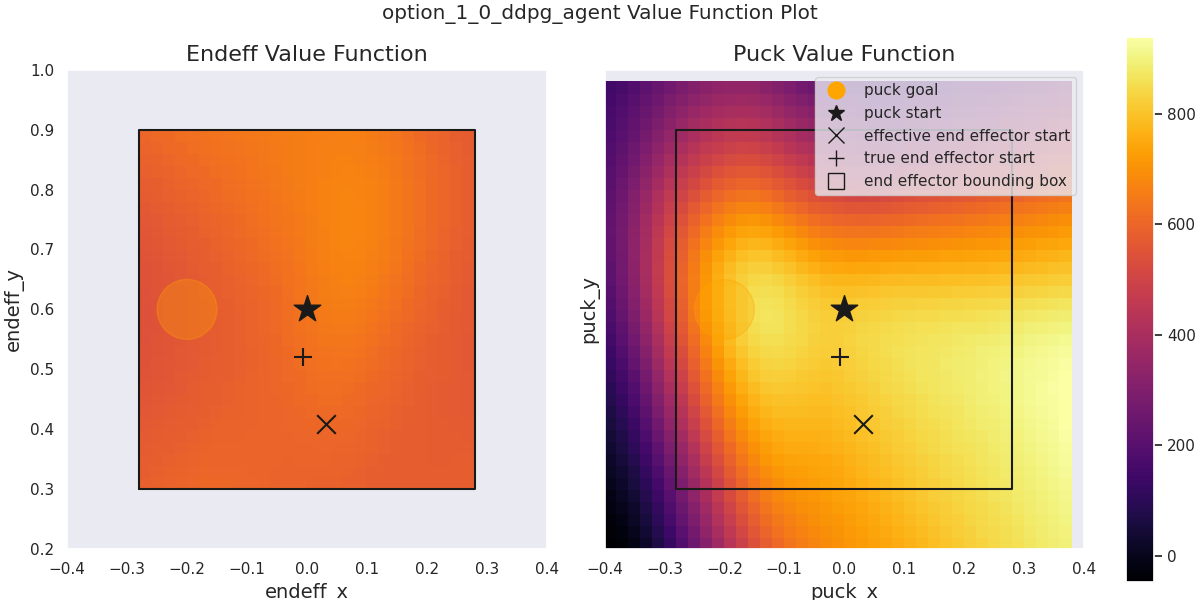 option_1_0_ddpg_agent Value Function Plot
Endeff Value Function
Puck Value Function
puck goal
puck start
effective end effector start
true end effector start
end effector bounding box
endeff_y
1.0
0.9
0.8
0.7
0.6
0.5
0.4
0.3
0.2
−0.4 −0.3 −0.2 −0.1 0.0 0.1 0.2 0.3 0.4
endeff_x
puck_y
−0.4 −0.3 −0.2 −0.1 0.0 0.1 0.2 0.3 0.4
puck_x
800
600
400
200
0